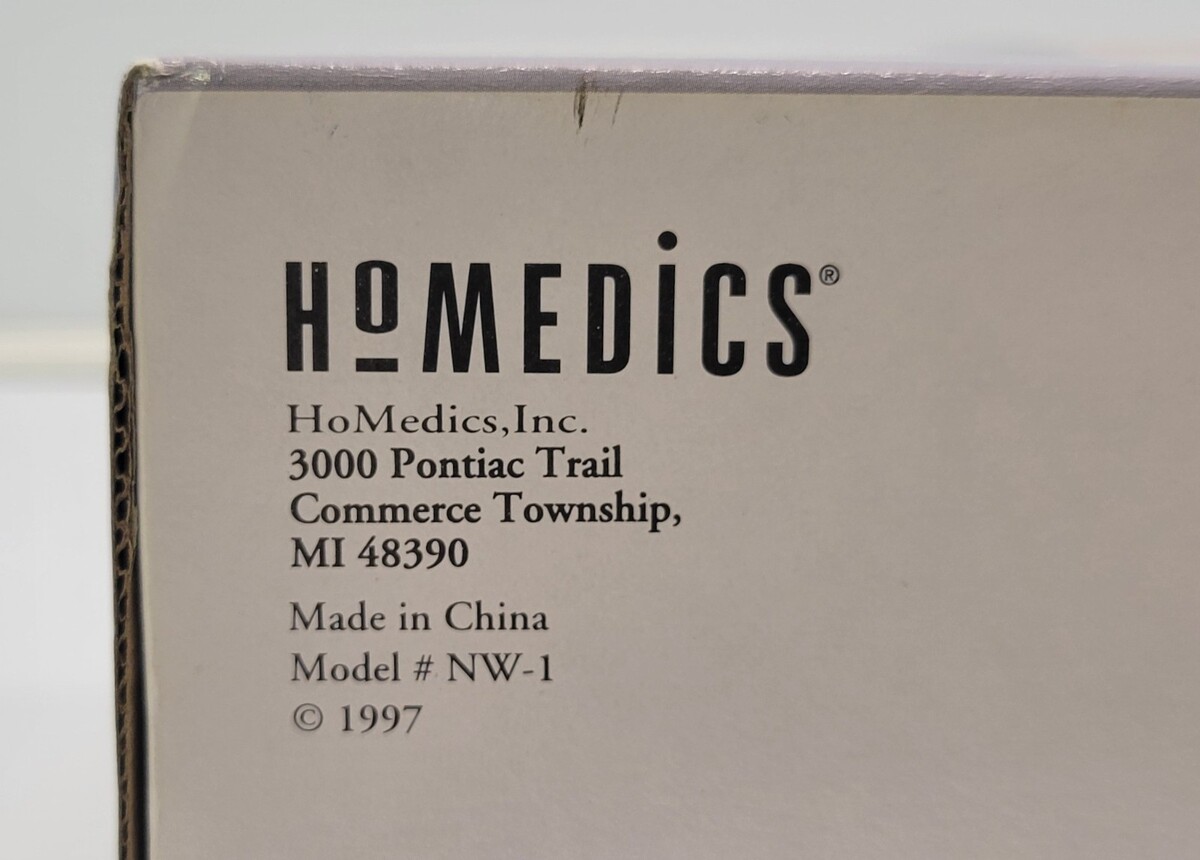 HoMEDiCS®
HoMedics,Inc.
3000 Pontiac Trail
Commerce Township,
MI 48390
Made in China
Model # NW-1
© 1997